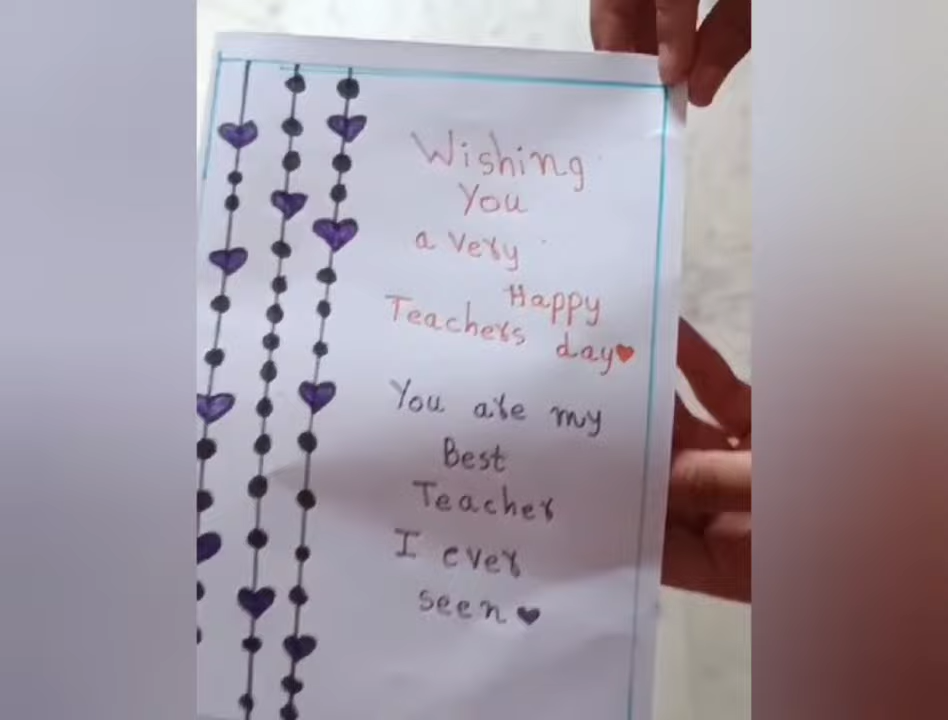 Wishing
You
a very
Happy
Teachers day♥
You are my
Best
Teacher
I ever
seen♥